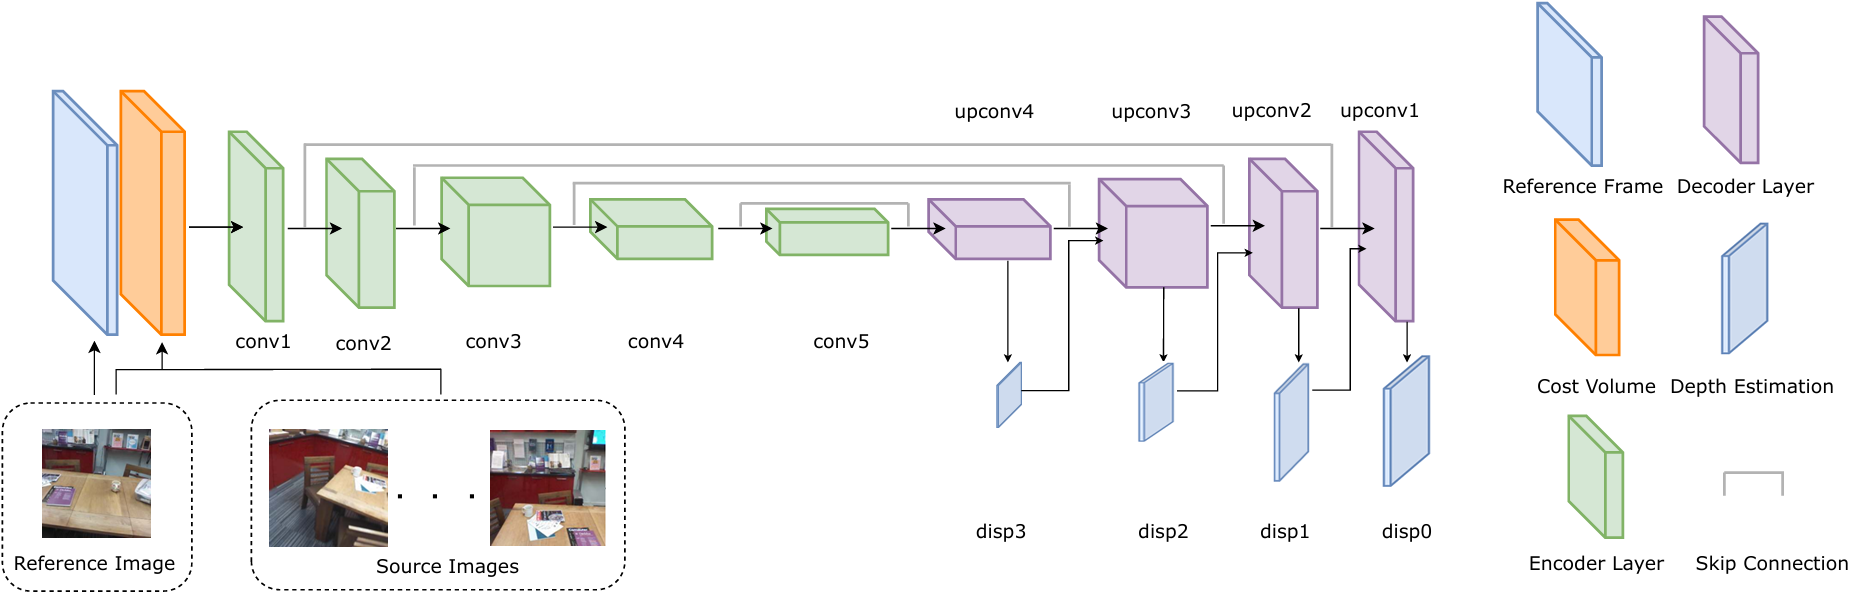 upconv4
upconv3
upconv2
upconv1
Reference Frame
Decoder Layer
conv1
conv2
conv3
conv4
conv5
Cost Volume
Depth Estimation
disp3
disp2
disp1
disp0
Reference Image
Source Images
Encoder Layer
Skip Connection